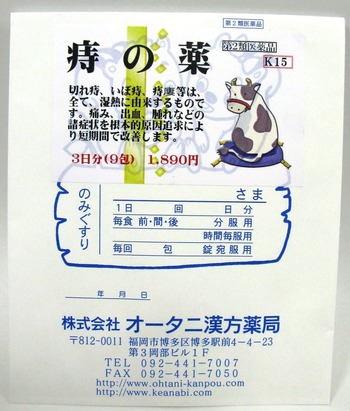 第2類医薬品
痔の薬
第2類医薬品
K15
切れ痔、いぼ痔、痔瘻等は、
全て、湿熱に由来するもので
す。痛み、出血、腫れなどの
諸症状を根本的原因追求によ
り短期間で改善します。
3日分(9包) 1,890円
のみぐすり
さま
1日 回 日分
毎食 前・間・後 分服用
時間毎服用
毎回 包 錠宛服用
年 月 日
株式会社 オータニ漢方薬局
〒812-0011 福岡市博多区博多駅前4-4-23
第3岡部ビル1F
TEL 092-441-7007
FAX 092-441-7050
http://www.ohtani-kanpou.com
http://www.keanabi.com